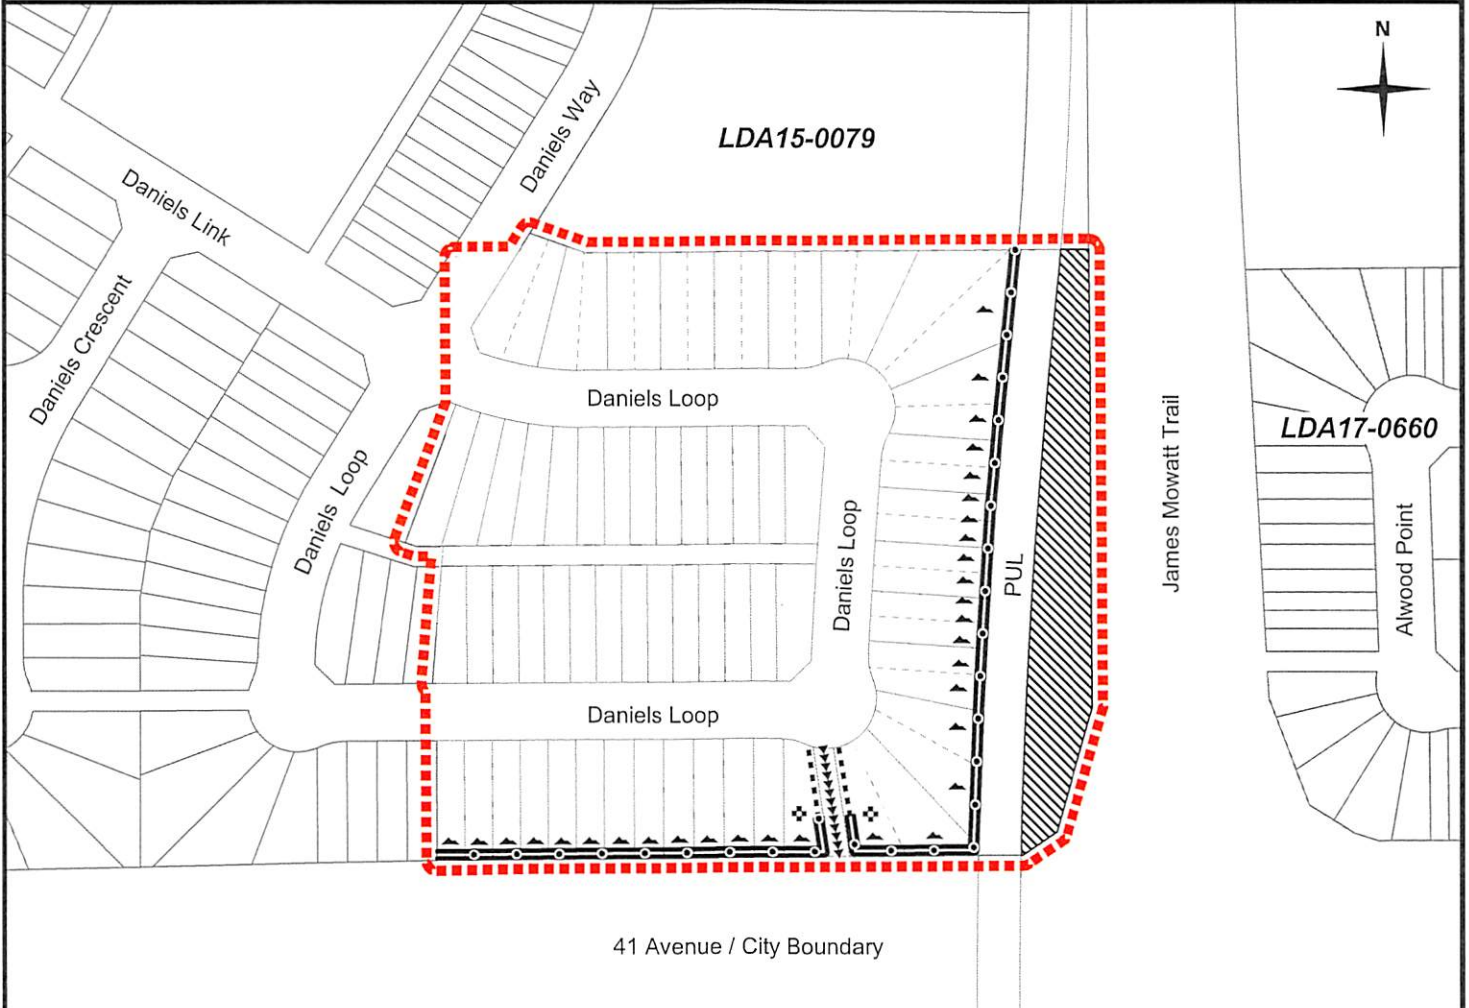 N
Daniels Way
LDA15-0079
Daniels Link
Daniels Crescent
Daniels Loop
James Mowatt Trail
LDA17-0660
Daniels Loop
Daniels Loop
PUL
Alwood Point
Daniels Loop
41 Avenue / City Boundary